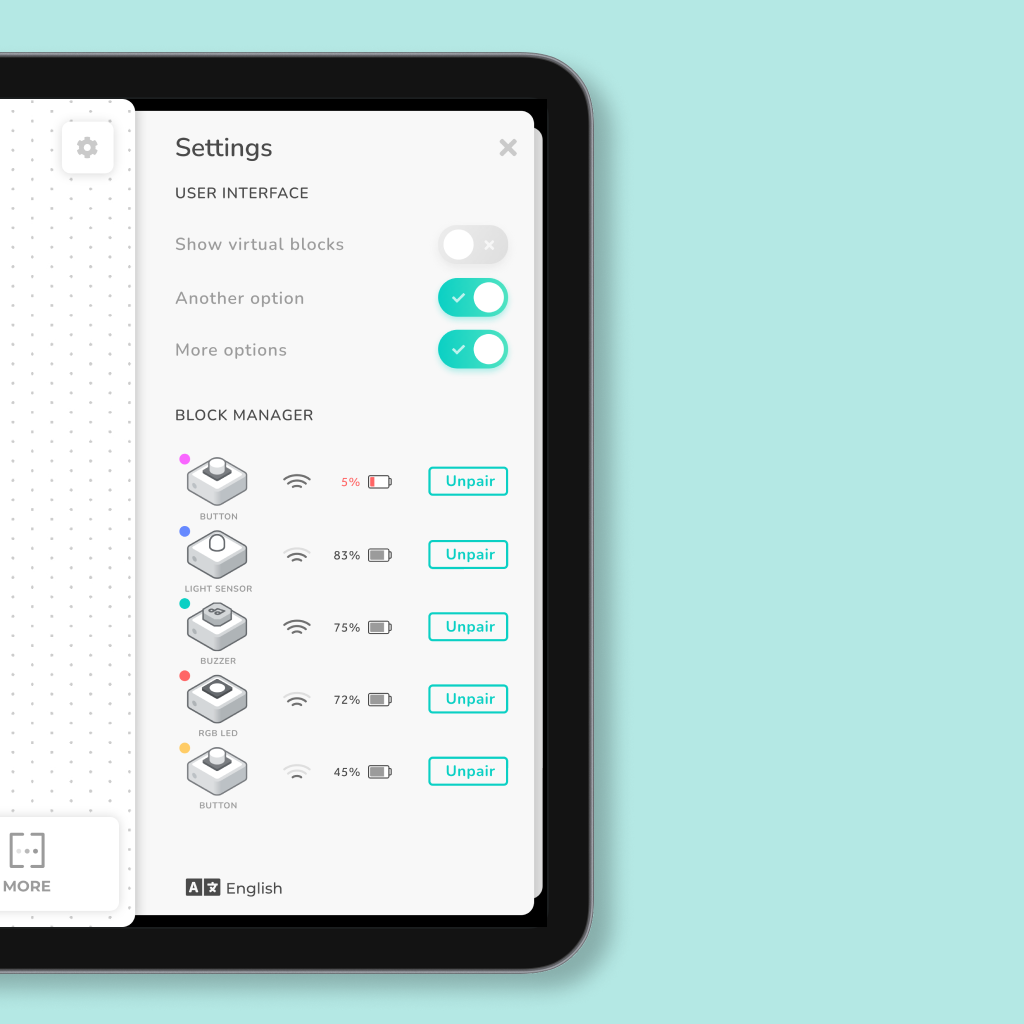 Settings
USER INTERFACE
Show virtual blocks
Another option
More options
BLOCK MANAGER
5% Unpair
BUTTON
83% Unpair
LIGHT SENSOR
75% Unpair
BUZZER
72% Unpair
RGB LED
45% Unpair
BUTTON
MORE
A 文 English